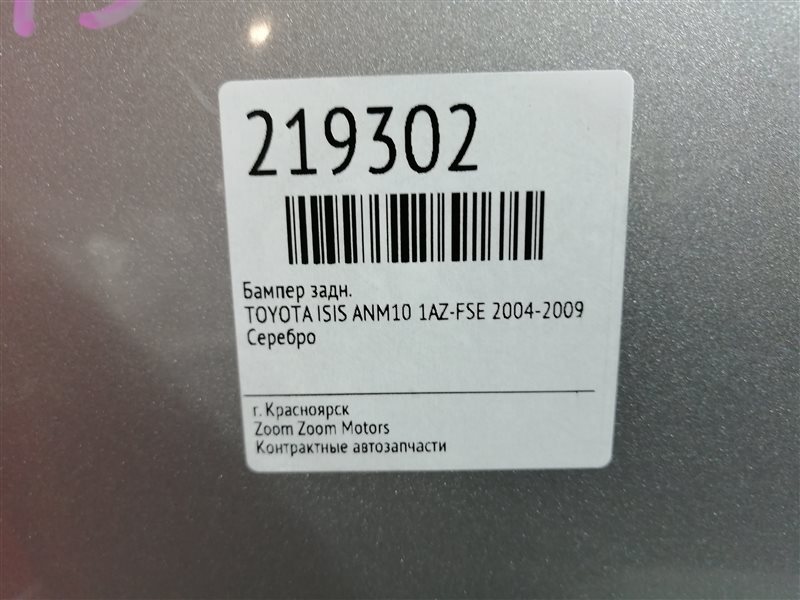 219302
Бампер задн.
TOYOTA ISIS ANM10 1AZ-FSE 2004-2009
Серебро
г. Красноярск
Zoom Zoom Motors
Контрактные автозапчасти